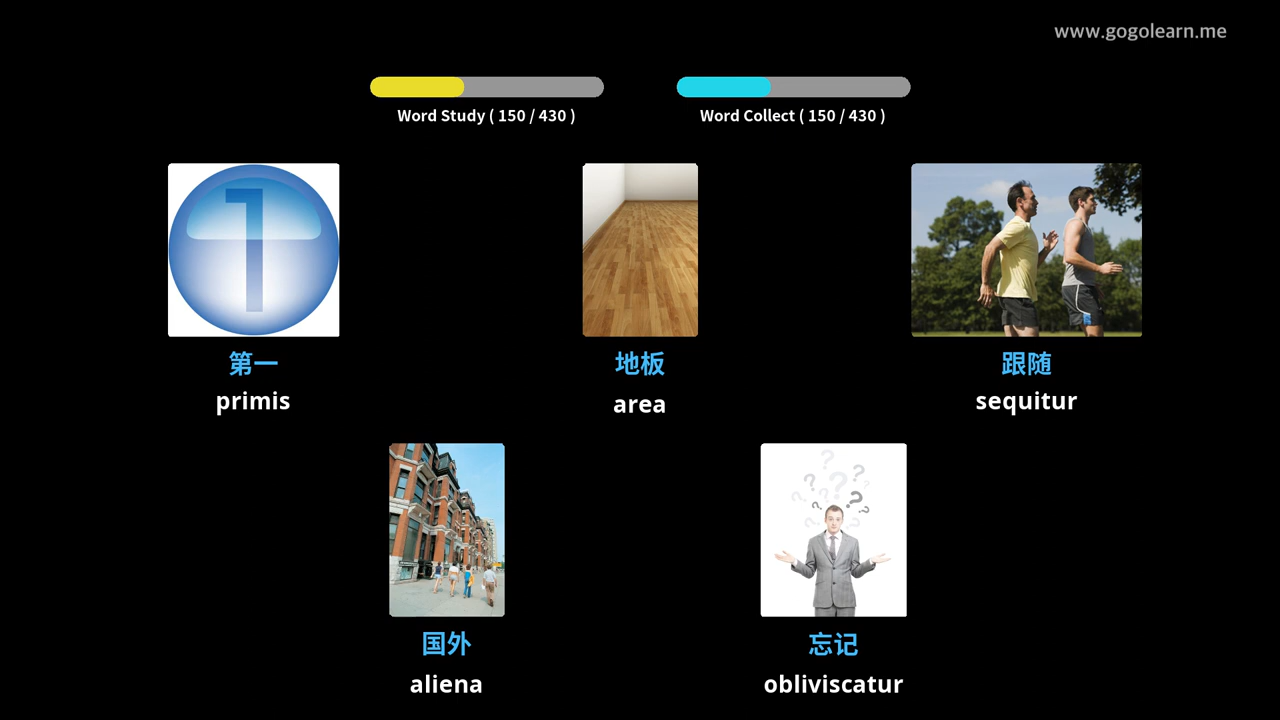 www.gogolearn.me
Word Study ( 150 / 430 )
Word Collect ( 150 / 430 )
1
第一
primis
地板
area
跟随
sequitur
国外
aliena
忘记
obliviscatur